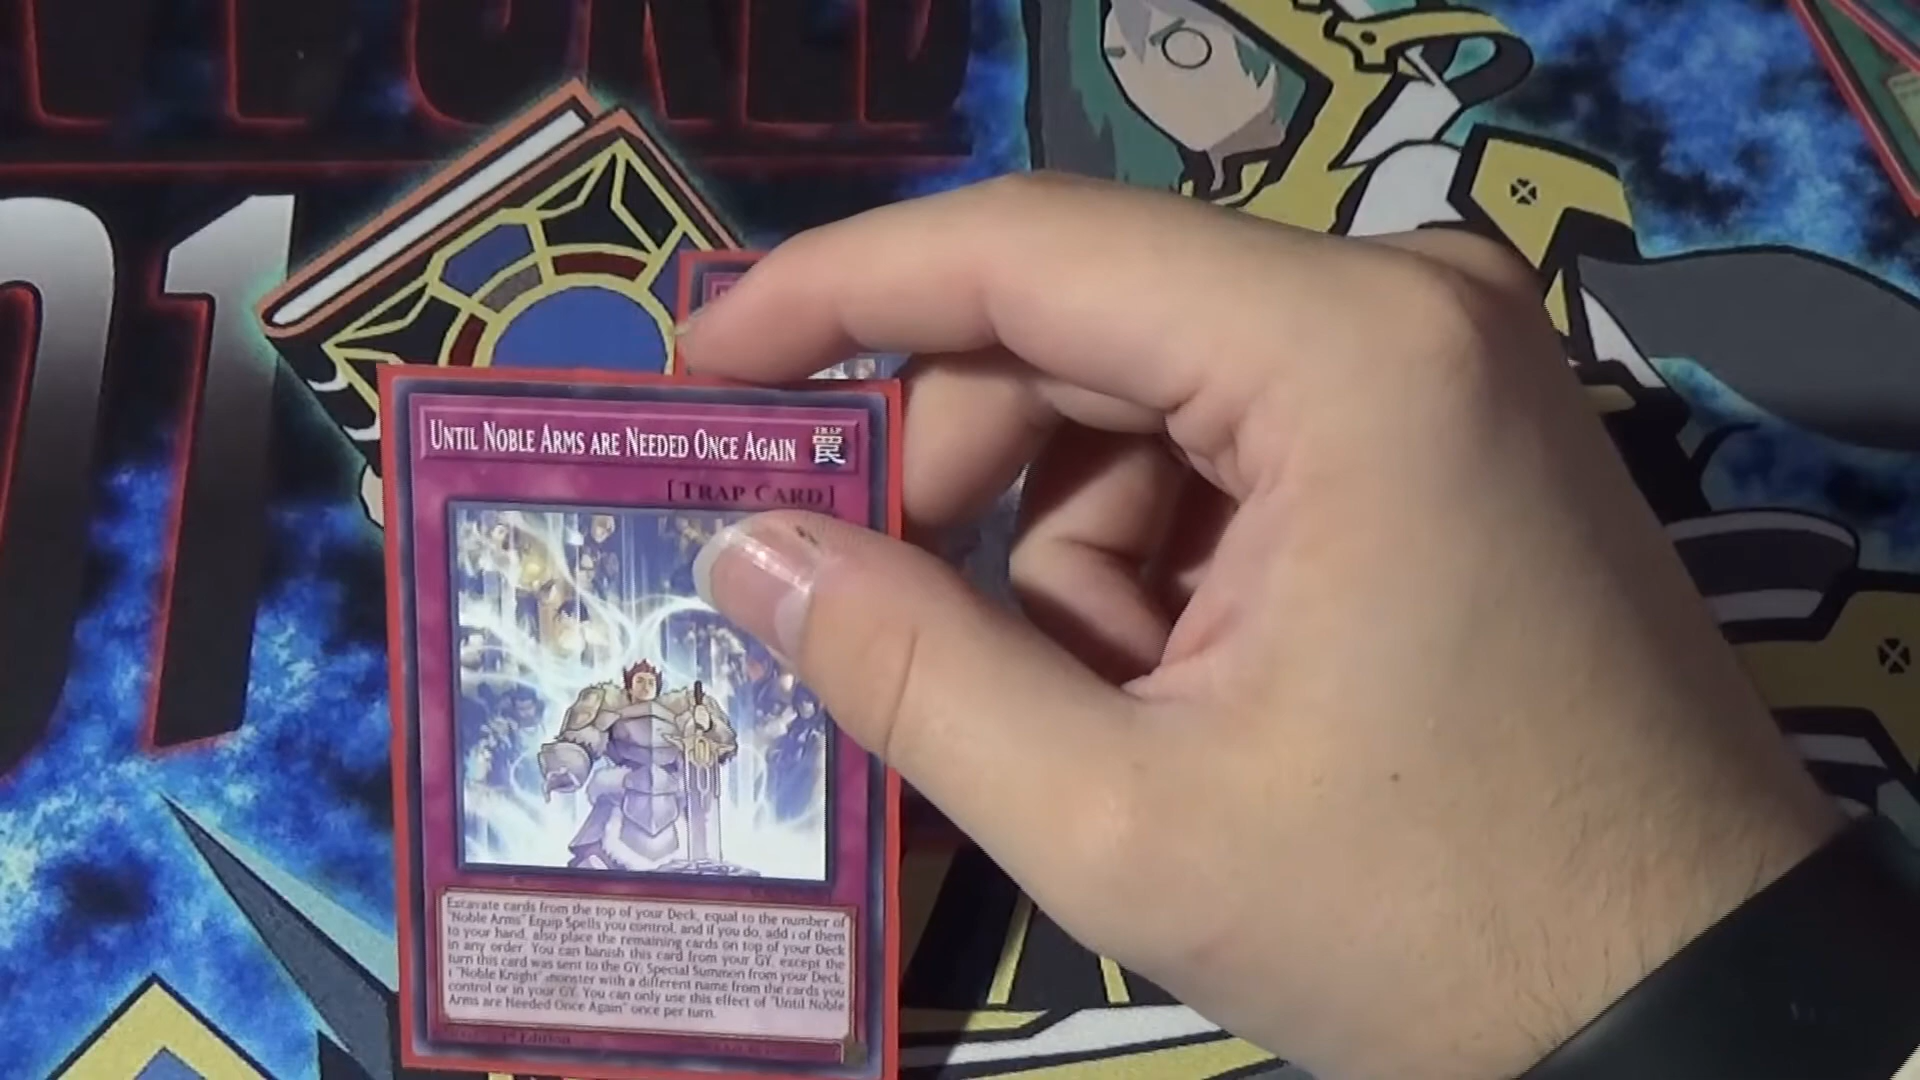 01
UNTIL NOBLE ARMS ARE NEEDED ONCE AGAIN
TRAP
罠
[TRAP CARD]
Excavate cards from the top of your Deck, equal to the number of
"Noble Arms" Equip Spells you control, and if you do, add 1 of them
to your hand, also place the remaining cards on top of your Deck
in any order. You can banish this card from your GY, except the
turn this card was sent to the GY; Special Summon from your Deck,
1 "Noble Knight" monster with a different name from the cards you
control or in your GY. You can only use this effect of "Until Noble
Arms are Needed Once Again" once per turn.
1st Edition